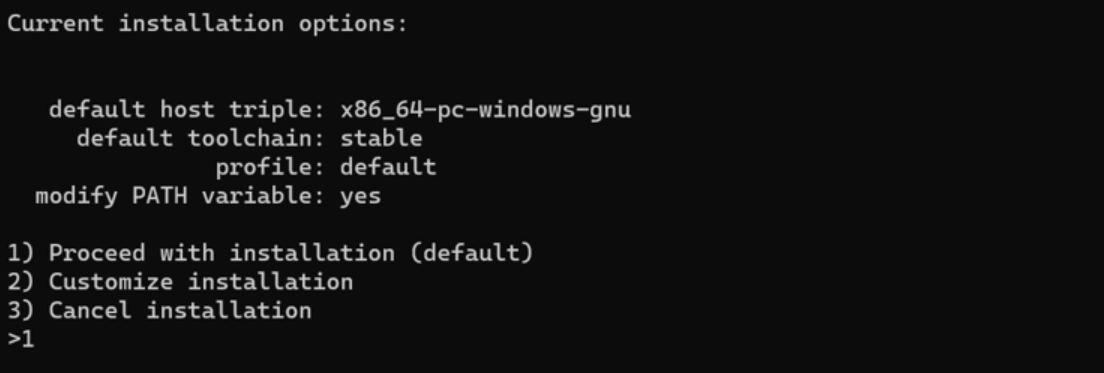 Current installation options:
default host triple: x86_64-pc-windows-gnu
default toolchain: stable
profile: default
modify PATH variable: yes
1) Proceed with installation (default)
2) Customize installation
3) Cancel installation
>1